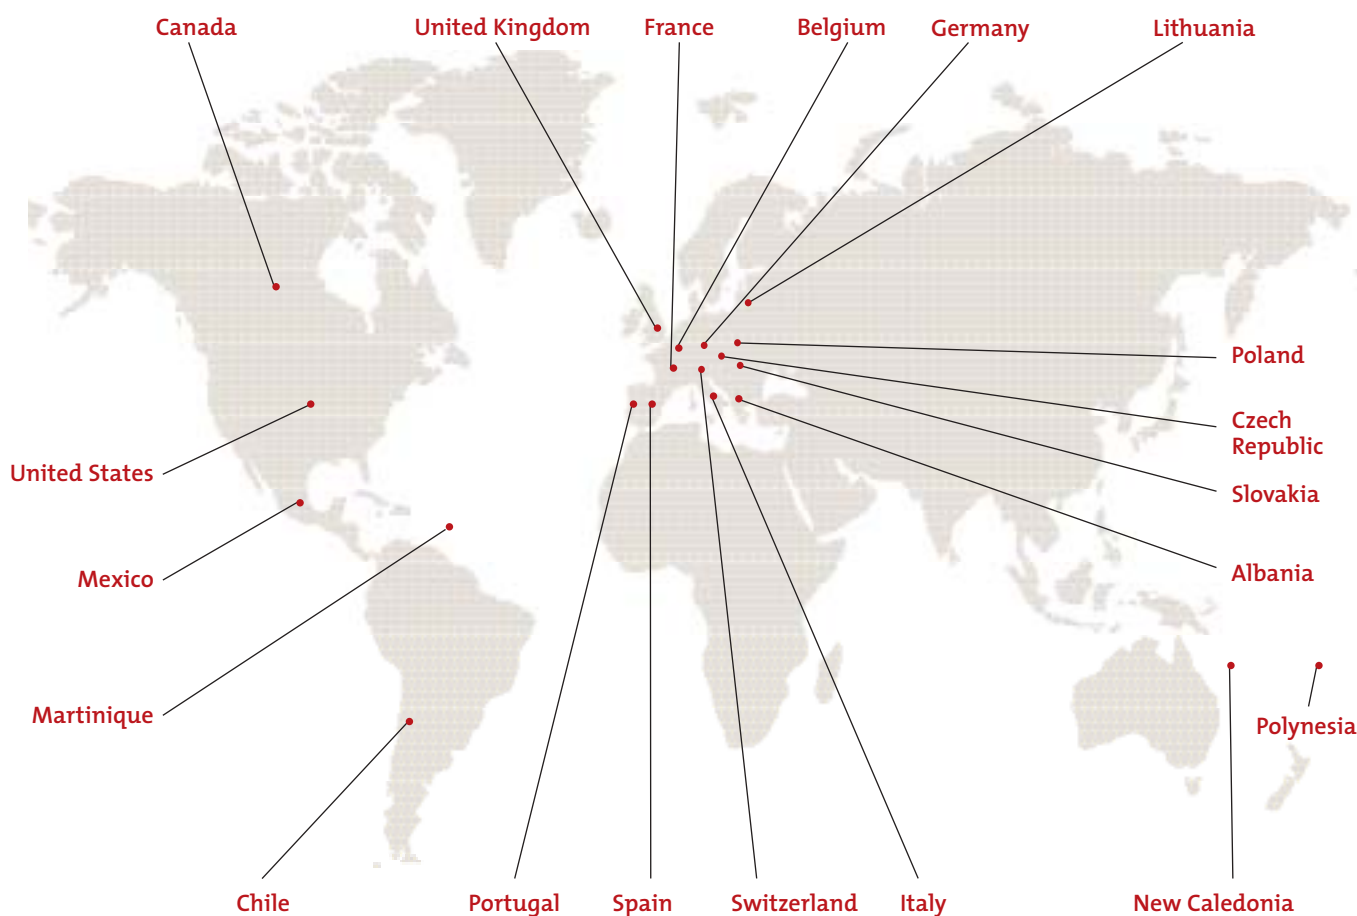 Canada
United Kingdom
France
Belgium
Germany
Lithuania
Poland
Czech
Republic
United States
Slovakia
Mexico
Albania
Martinique
Polynesia
Chile
Portugal
Spain
Switzerland
Italy
New Caledonia